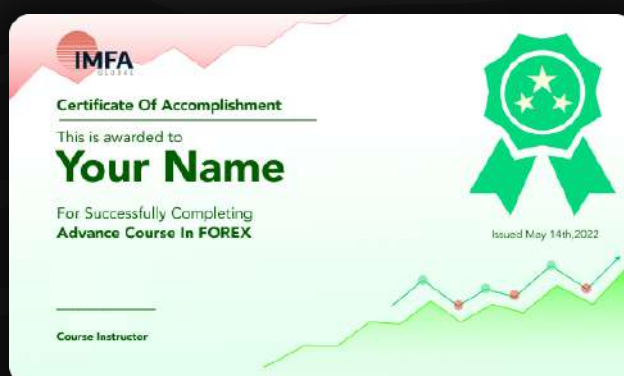 IMFA
GLOBAL
Certificate Of Accomplishment
This is awarded to
Your Name
For Successfully Completing
Advance Course In FOREX
Issued May 14th,2022
Course Instructor